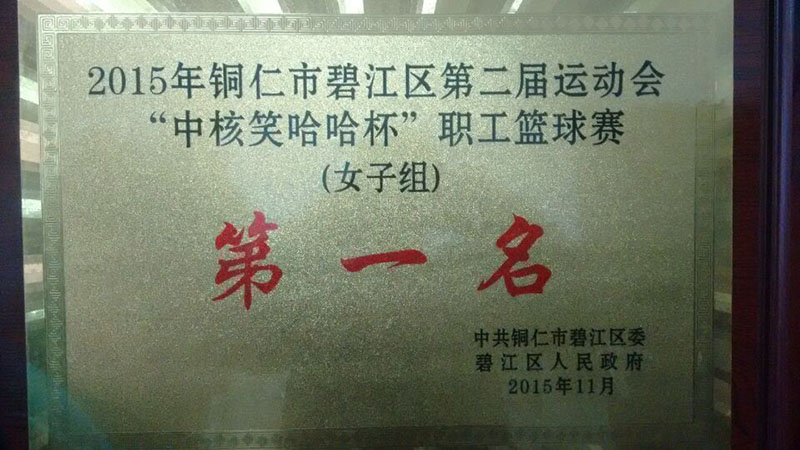 2015年铜仁市碧江区第二届运动会
“中核笑哈哈杯”职工篮球赛
(女子组)
第一名
中共铜仁市碧江区委
碧江区人民政府
2015年11月